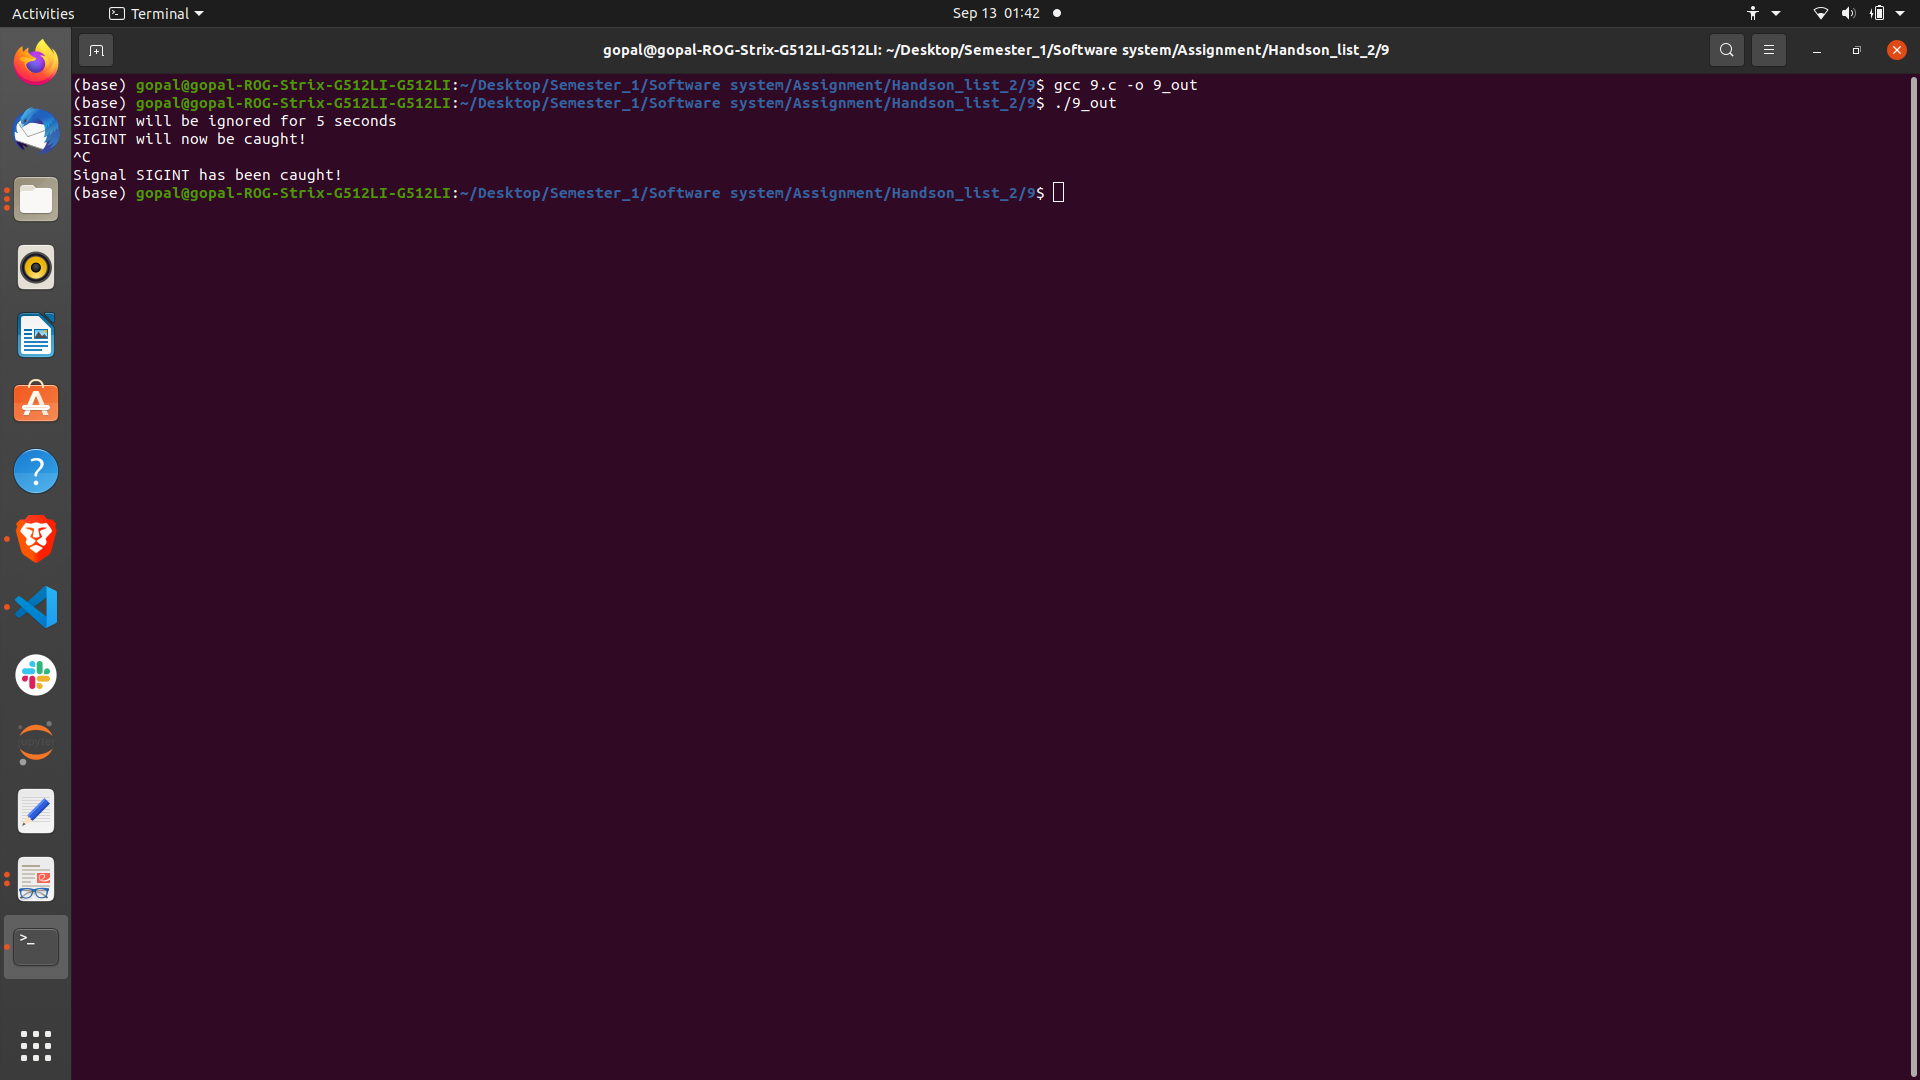 Activities
Terminal
Sep 13 01:42
gopal@gopal-ROG-Strix-G512LI-G512LI: ~/Desktop/Semester_1/Software system/Assignment/Handson_list_2/9
(base) gopal@gopal-ROG-Strix-G512LI-G512LI:~/Desktop/Semester_1/Software system/Assignment/Handson_list_2/9$ gcc 9.c -o 9_out
(base) gopal@gopal-ROG-Strix-G512LI-G512LI:~/Desktop/Semester_1/Software system/Assignment/Handson_list_2/9$ ./9_out
SIGINT will be ignored for 5 seconds
SIGINT will now be caught!
^C
Signal SIGINT has been caught!
(base) gopal@gopal-ROG-Strix-G512LI-G512LI:~/Desktop/Semester_1/Software system/Assignment/Handson_list_2/9$